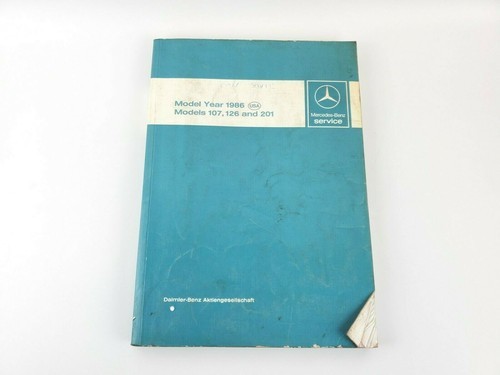 Model Year 1986 USA
Models 107, 126 and 201
Mercedes-Benz
service
Daimler-Benz Aktiengesellschaft